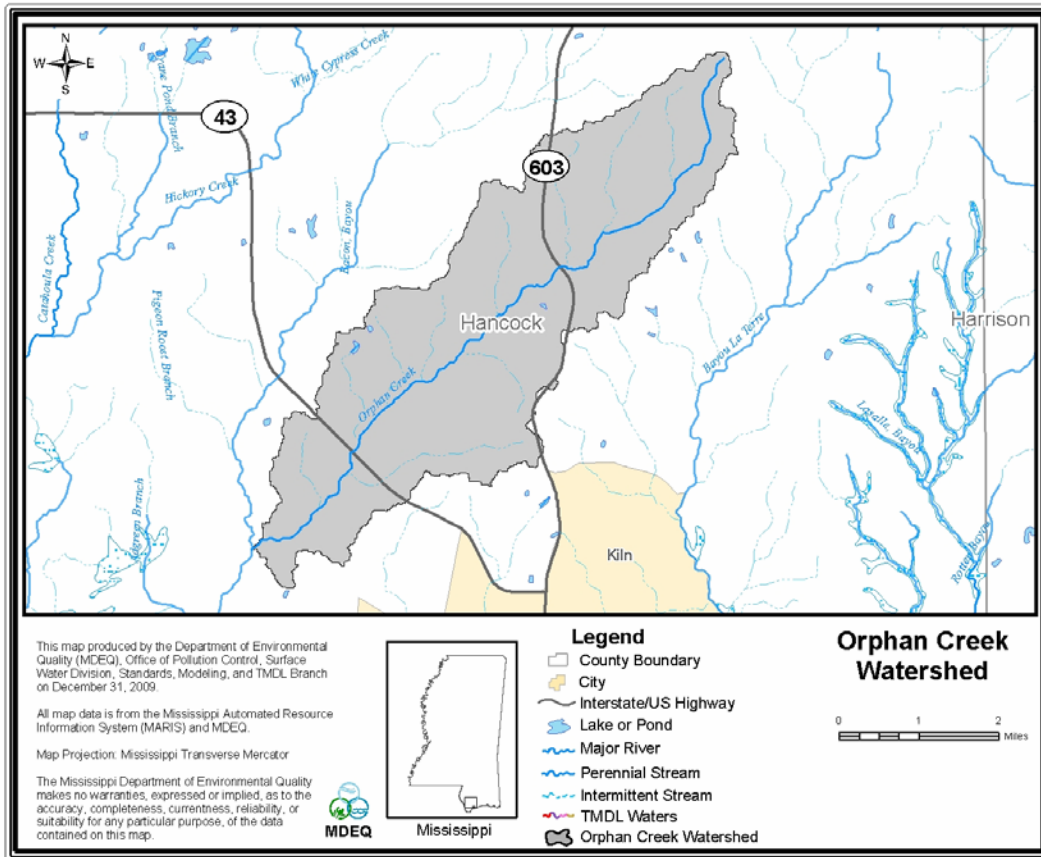 N
W E
S
Crane Pond Branch
White Cypress Creek
43
603
Hickory Creek
Catahoula Creek
Bacon, Bayou
Pigeon Roost Branch
Hancock
Harrison
Bayou La Terre
Orphan Creek
Lasalle, Bayou
Branch
Rotten Bayou
Kiln
This map produced by the Department of Environmental
Quality (MDEQ), Office of Pollution Control, Surface
Water Division, Standards, Modeling, and TMDL Branch
on December 31, 2009.
All map data is from the Mississippi Automated Resource
Information System (MARIS) and MDEQ.
Map Projection: Mississippi Transverse Mercator
The Mississippi Department of Environmental Quality
makes no warranties, expressed or implied, as to the
accuracy, completeness, currentness, reliability, or
suitability for any particular purpose, of the data
contained on this map.
MDEQ
Mississippi
Legend
County Boundary
City
Interstate/US Highway
Lake or Pond
Major River
Perennial Stream
Intermittent Stream
TMDL Waters
Orphan Creek Watershed
Orphan Creek
Watershed
0 1 2
Miles